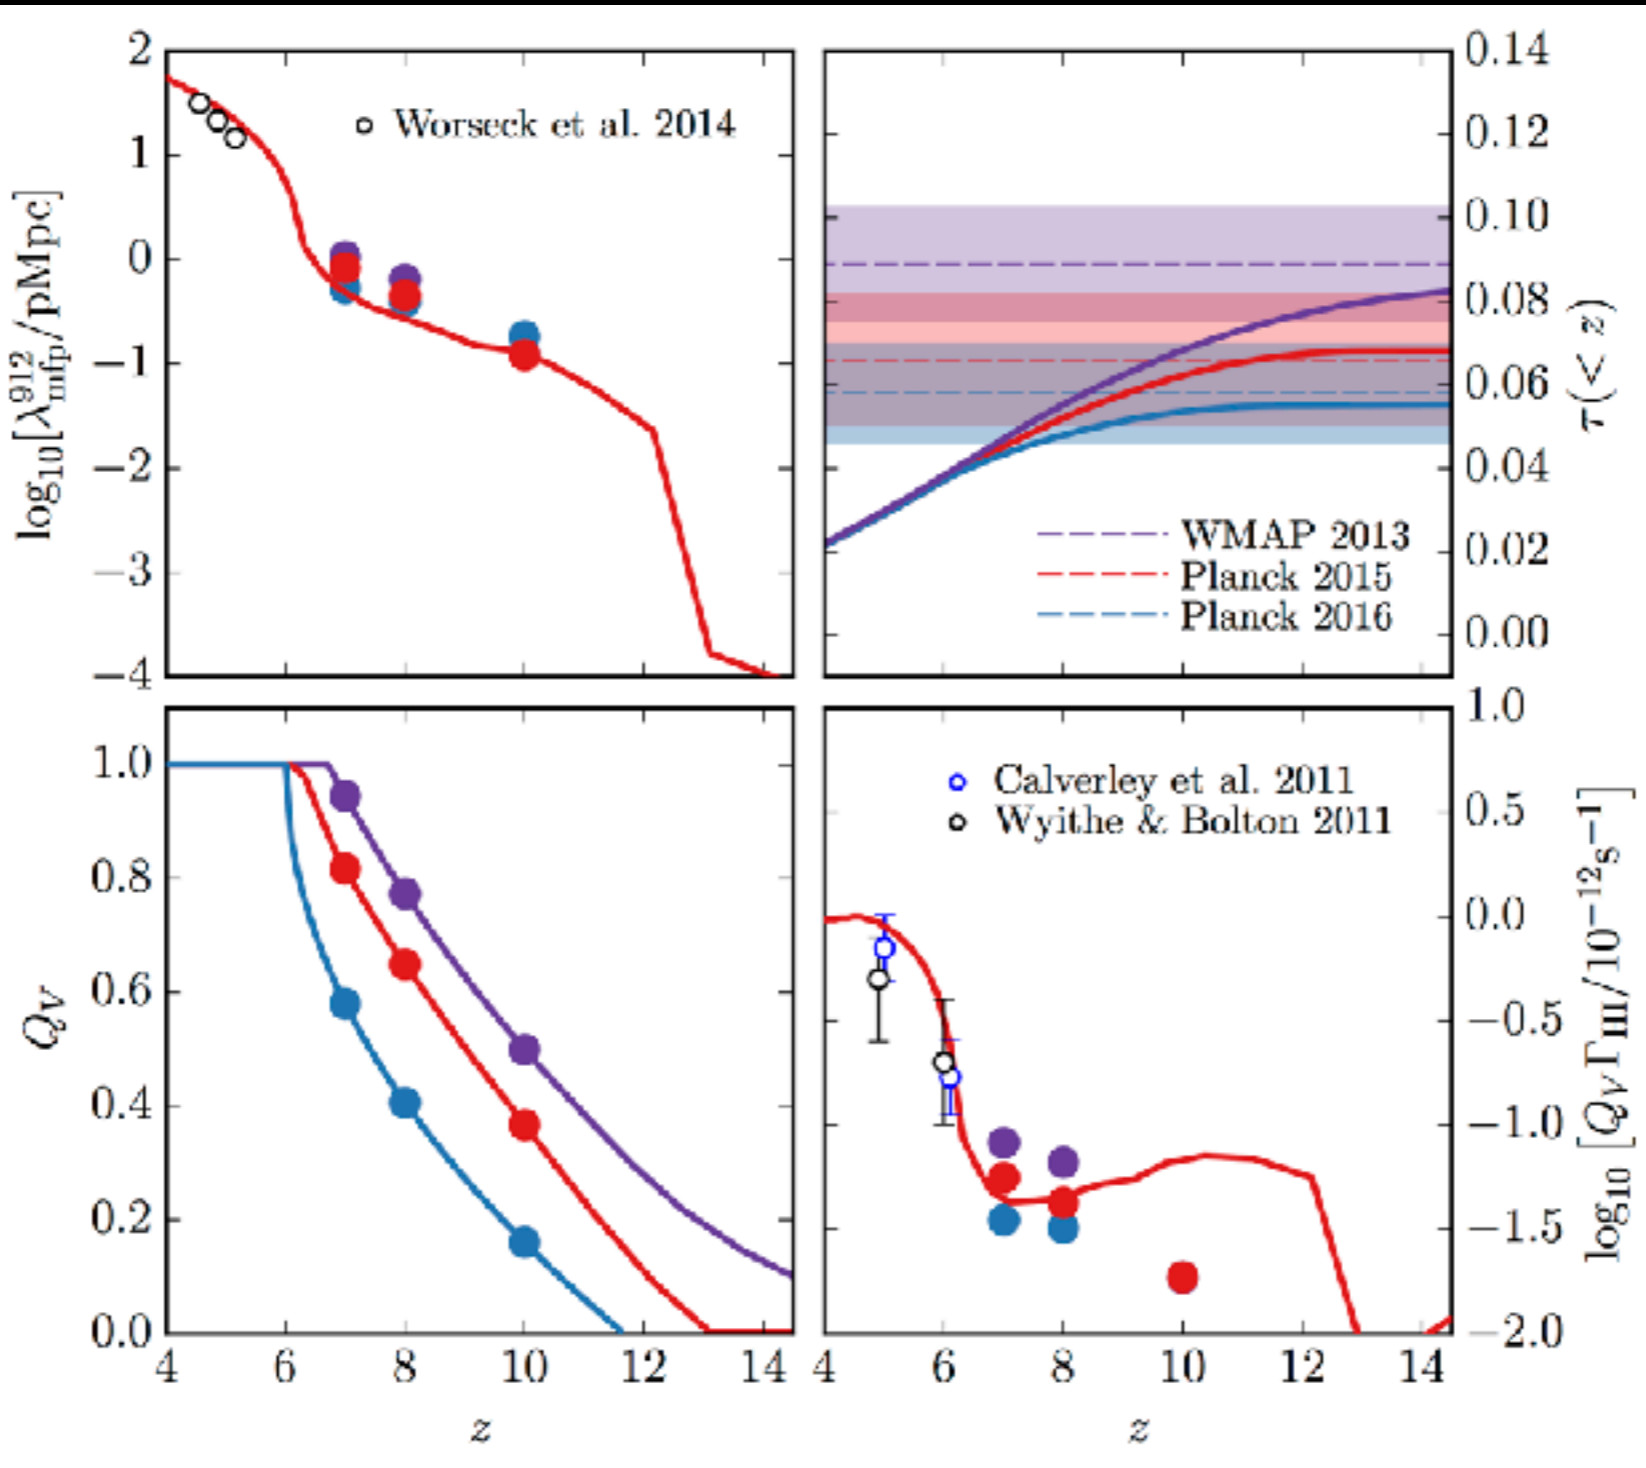 2
1
0
−1
−2
−3
−4
log₁₀[λ⁹¹²ₘfₚ/pMpc]
Worseck et al. 2014
0.14
0.12
0.10
0.08
0.06
0.04
0.02
0.00
τ(< z)
WMAP 2013
Planck 2015
Planck 2016
1.0
0.8
0.6
0.4
0.2
0.0
Q_V
4 6 8 10 12 14
z
Calverley et al. 2011
Wyithe & Bolton 2011
1.0
0.5
0.0
−0.5
−1.0
−1.5
−2.0
log₁₀ [Q_V Γ_HI/10⁻¹²s⁻¹]
4 6 8 10 12 14
z